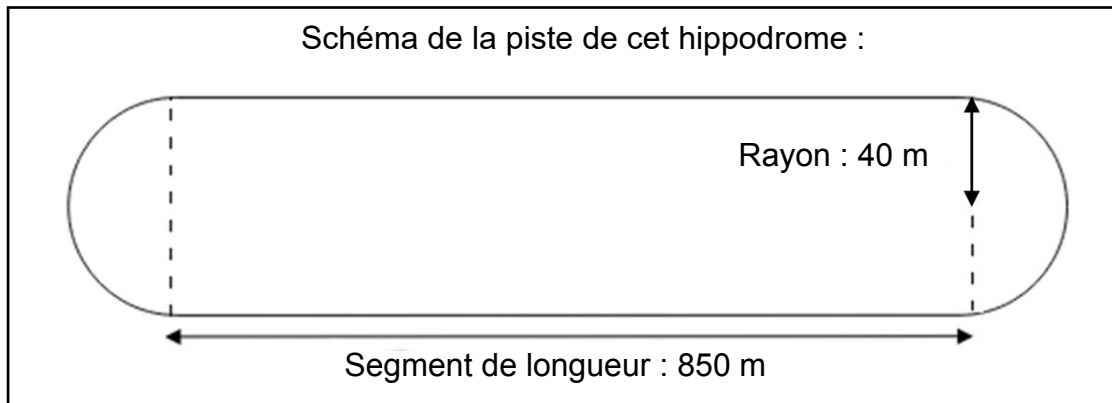 Schéma de la piste de cet hippodrome :
Rayon : 40 m
Segment de longueur : 850 m